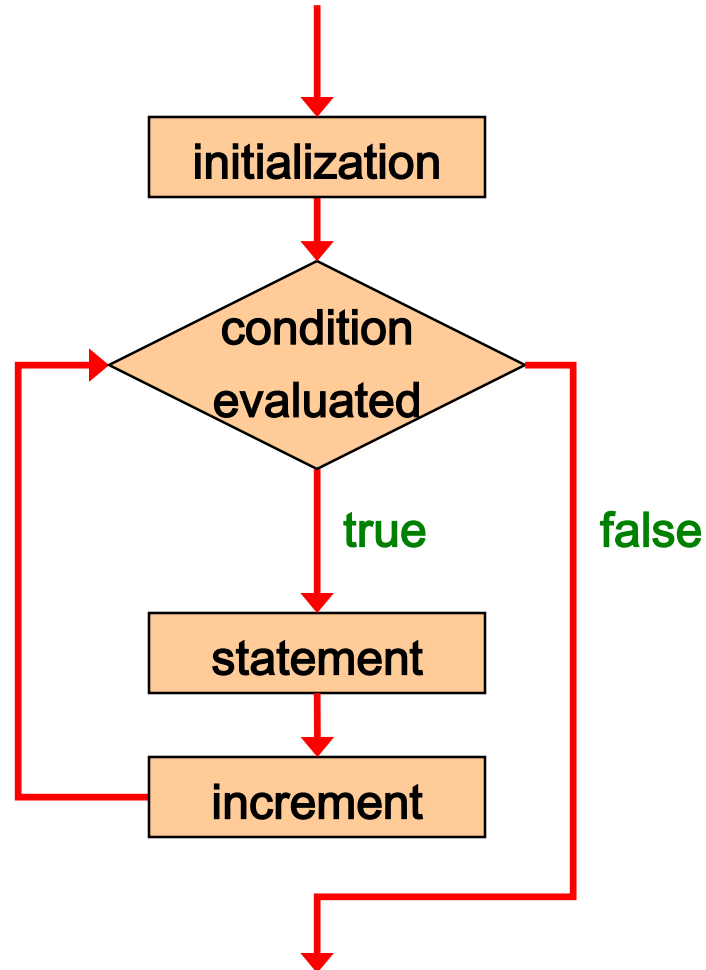 initialization
condition
evaluated
true
false
statement
increment